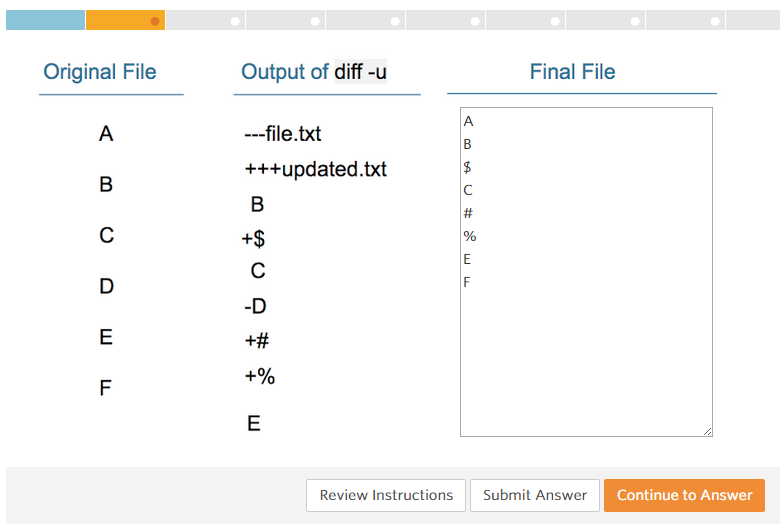 Original File
A
B
C
D
E
F
Output of diff -u
---file.txt
+++updated.txt
B
+$
C
-D
+#
+%
E
Final File
A
B
$
C
#
%
E
F
Review Instructions
Submit Answer
Continue to Answer